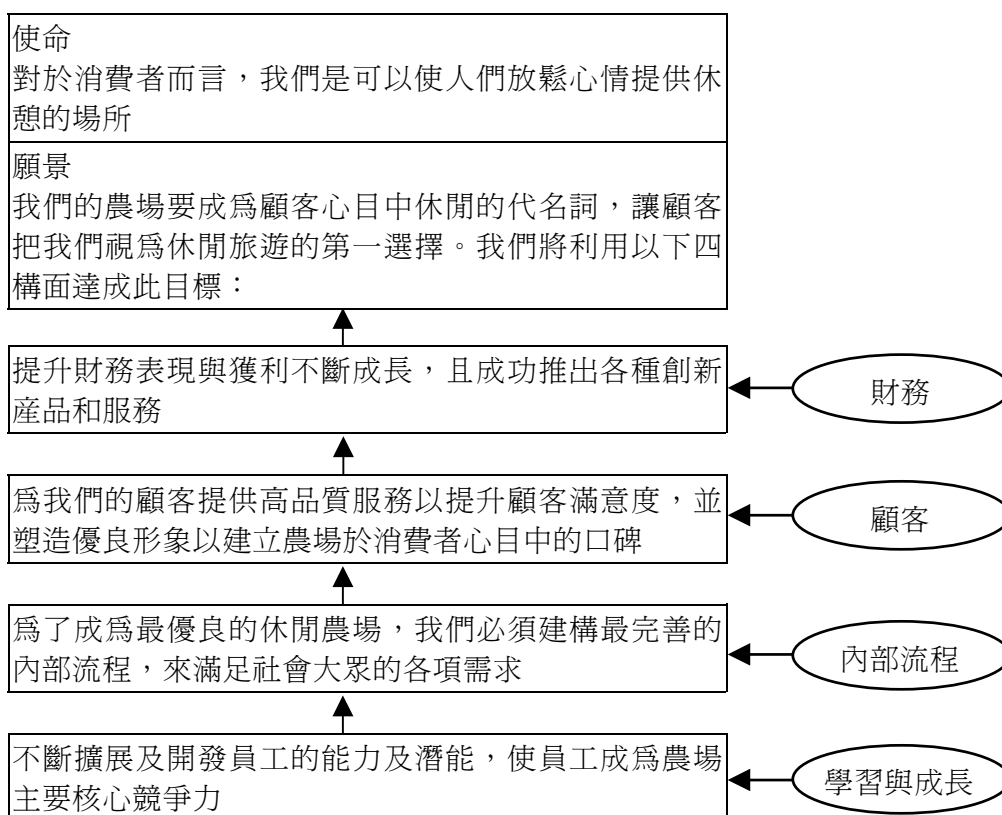 使命
對於消費者而言，我們是可以使人們放鬆心情提供休
憩的場所
願景
我們的農場要成爲顧客心目中休閒的代名詞，讓顧客
把我們視爲休閒旅遊的第一選擇。我們將利用以下四
構面達成此目標：
提升財務表現與獲利不斷成長，且成功推出各種創新
産品和服務
財務
爲我們的顧客提供高品質服務以提升顧客滿意度，並
塑造優良形象以建立農場於消費者心目中的口碑
顧客
爲了成爲最優良的休閒農場，我們必須建構最完善的
內部流程，來滿足社會大眾的各項需求
內部流程
不斷擴展及開發員工的能力及潛能，使員工成爲農場
主要核心競爭力
學習與成長